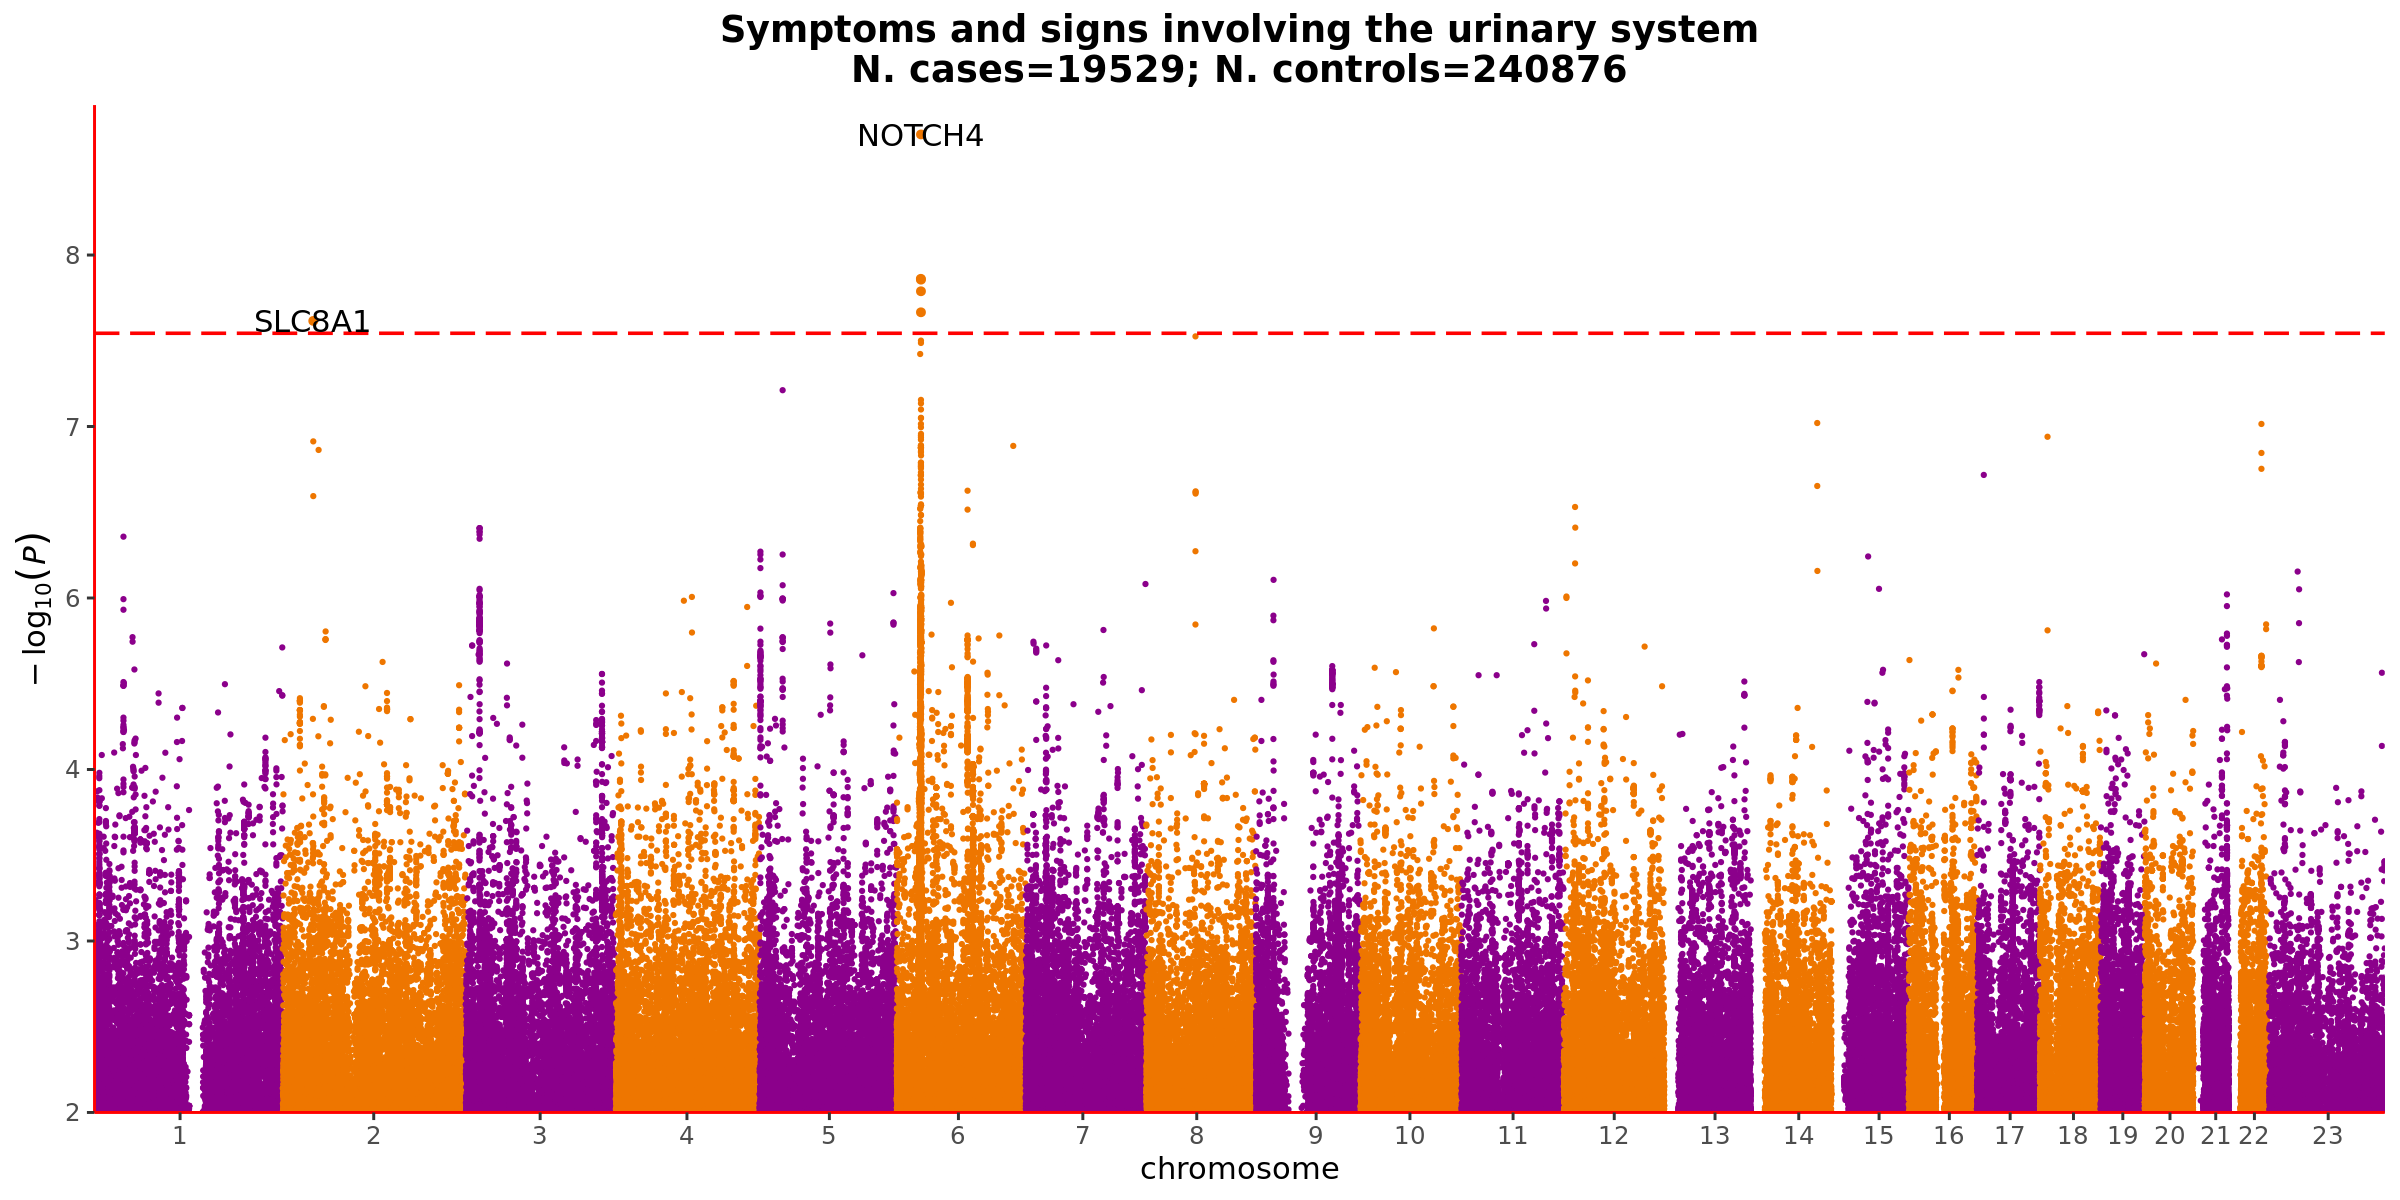 Symptoms and signs involving the urinary system
N. cases=19529; N. controls=240876
NOTCH4
8
SLC8A1
7
6
− log₁₀(P)
5
4
3
2
1 2 3 4 5 6 7 8 9 10 11 12 13 14 15 16 17 18 19 20 21 22 23
chromosome